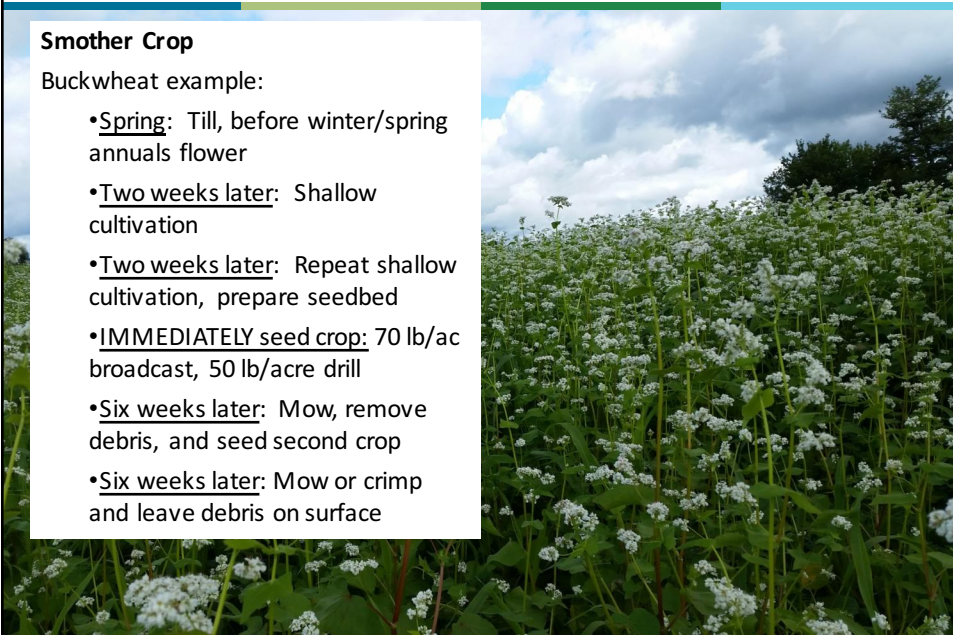 Smother Crop
Buckwheat example:
•Spring: Till, before winter/spring
annuals flower
•Two weeks later: Shallow
cultivation
•Two weeks later: Repeat shallow
cultivation, prepare seedbed
•IMMEDIATELY seed crop: 70 lb/ac
broadcast, 50 lb/acre drill
•Six weeks later: Mow, remove
debris, and seed second crop
•Six weeks later: Mow or crimp
and leave debris on surface